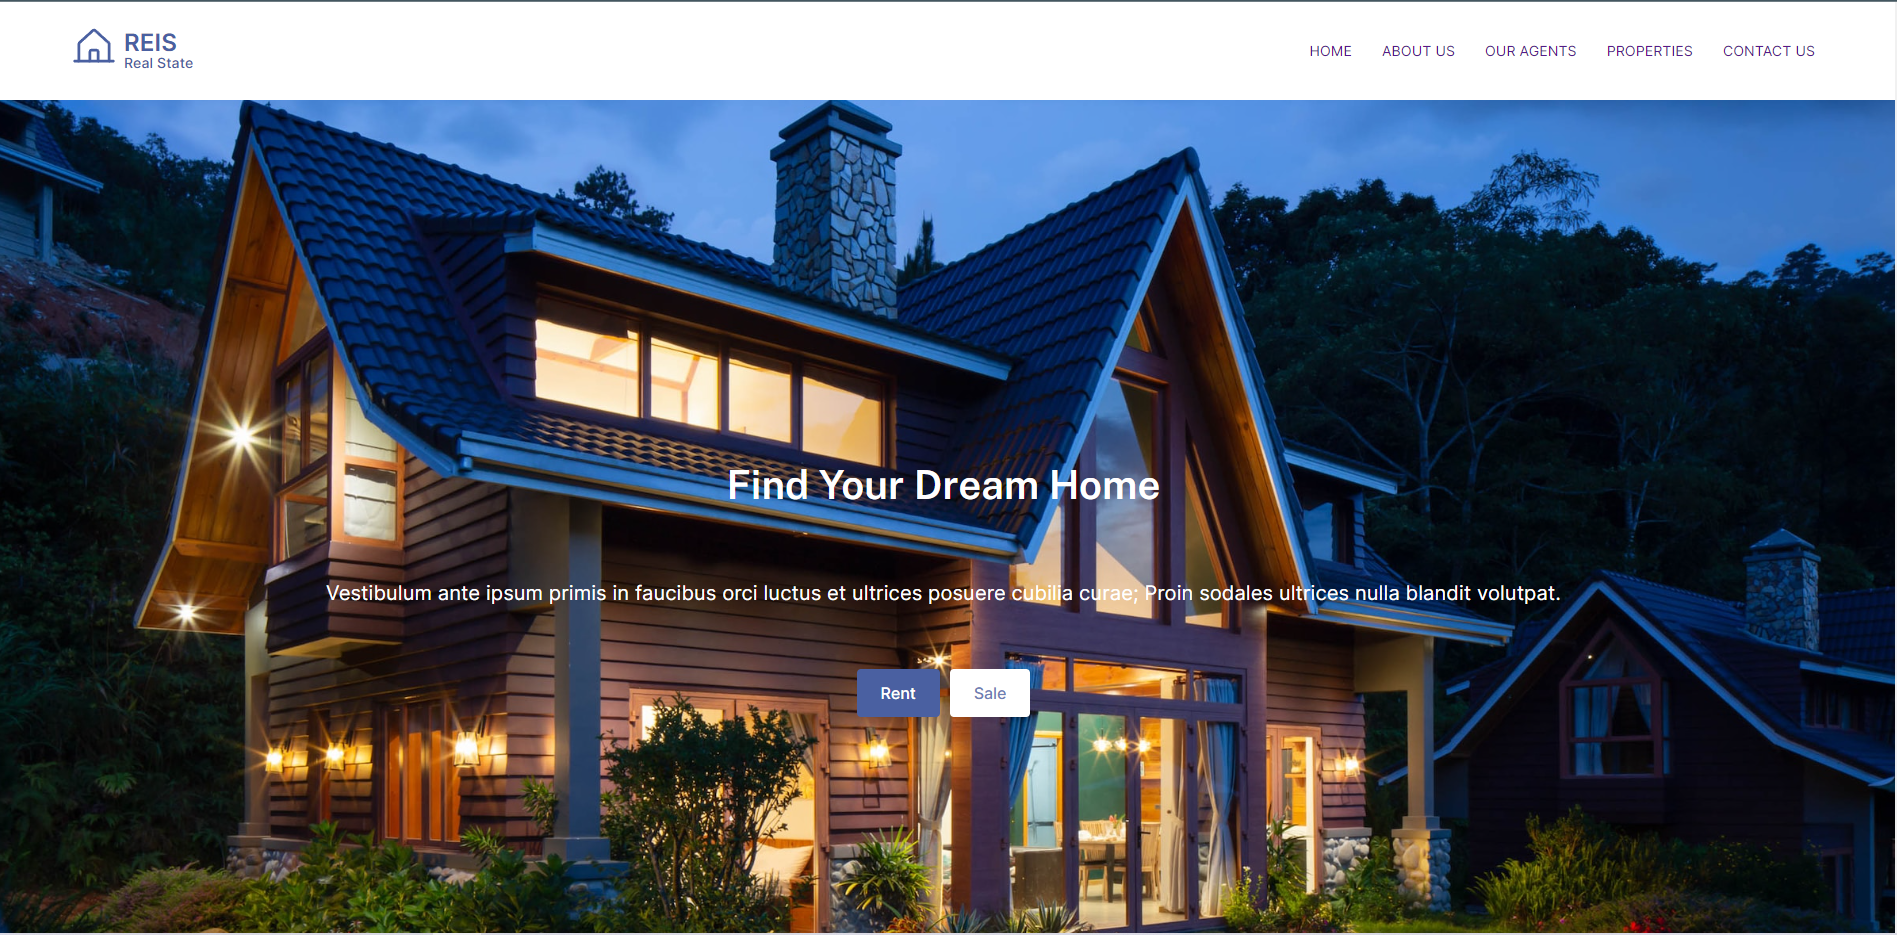 REIS
Real State
HOME ABOUT US OUR AGENTS PROPERTIES CONTACT US
Find Your Dream Home
Vestibulum ante ipsum primis in faucibus orci luctus et ultrices posuere cubilia curae; Proin sodales ultrices nulla blandit volutpat.
Rent Sale